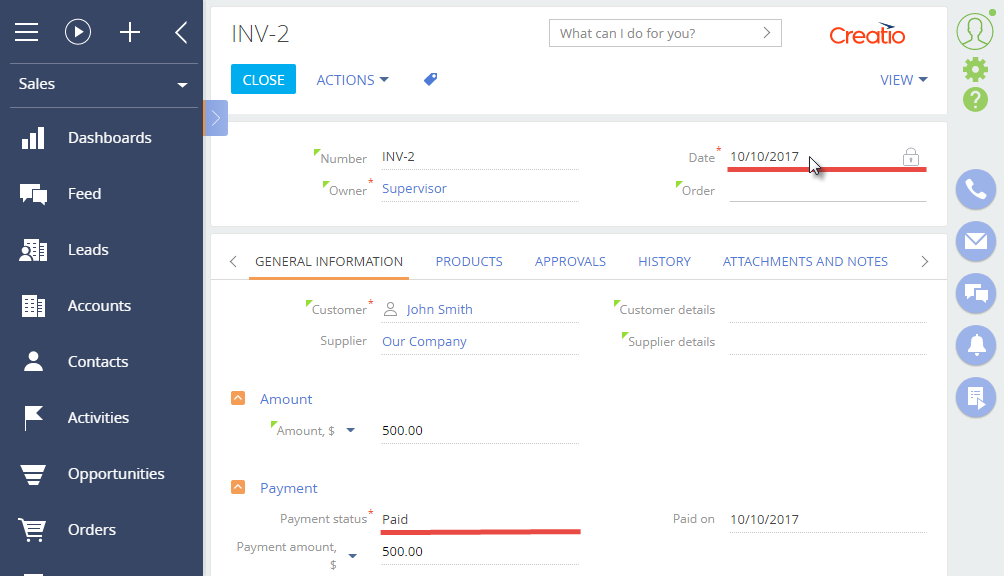 INV-2
What can I do for you?
Creatio
CLOSE
ACTIONS
VIEW
Sales
Dashboards
Feed
Leads
Accounts
Contacts
Activities
Opportunities
Orders
Number INV-2
Date* 10/10/2017
Owner* Supervisor
Order
GENERAL INFORMATION PRODUCTS APPROVALS HISTORY ATTACHMENTS AND NOTES
Customer* John Smith
Customer details
Supplier Our Company
Supplier details
Amount
Amount, $ 500.00
Payment
Payment status* Paid
Paid on 10/10/2017
Payment amount, $ 500.00
?